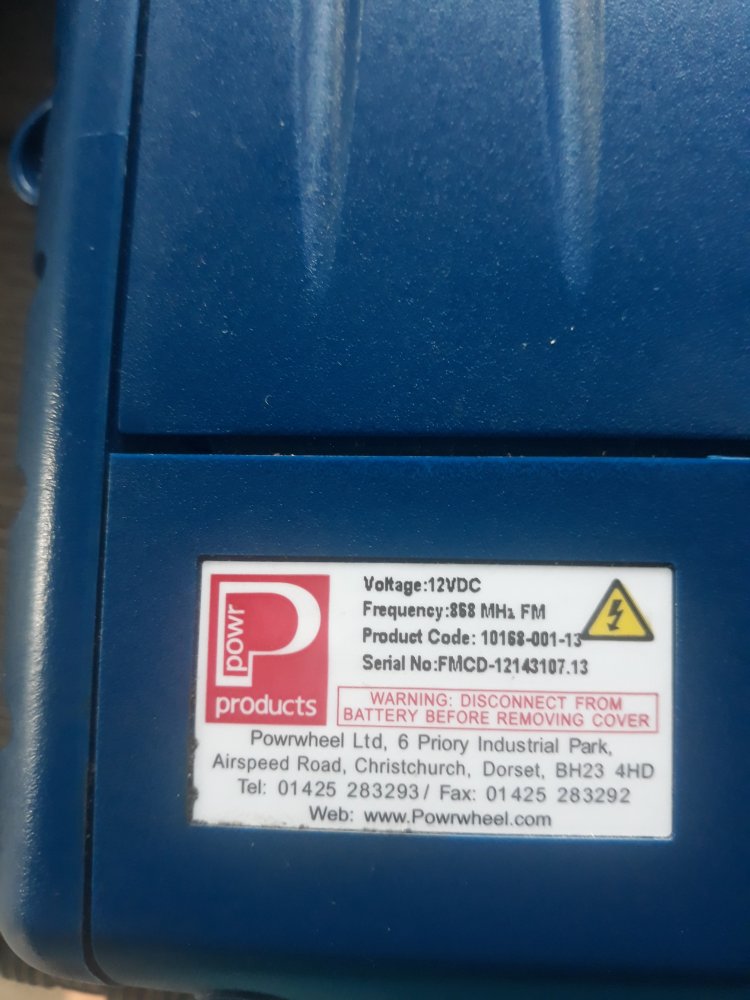 powr
products
Voltage:12VDC
Frequency:868 MHz FM
Product Code: 10168-001-13
Serial No:FMCD-12143107.13
WARNING: DISCONNECT FROM
BATTERY BEFORE REMOVING COVER
Powrwheel Ltd, 6 Priory Industrial Park,
Airspeed Road, Christchurch, Dorset, BH23 4HD
Tel: 01425 283293/ Fax: 01425 283292
Web: www.Powrwheel.com